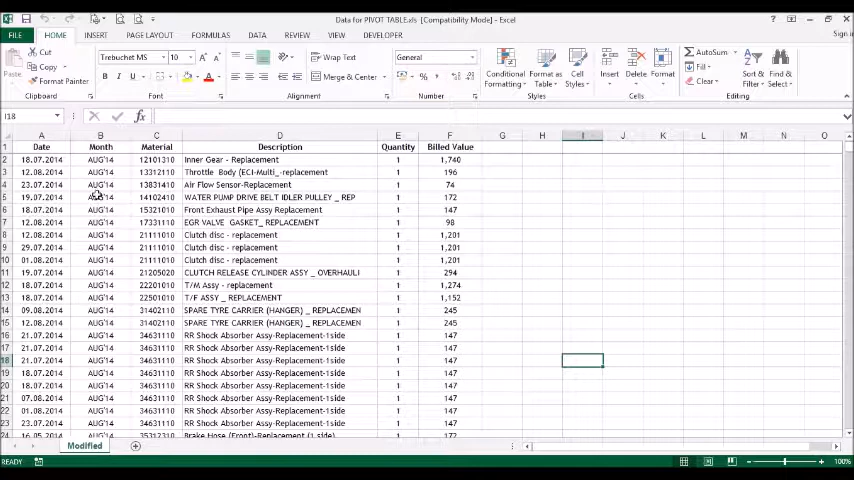 Data for PIVOT TABLE.xls [Compatibility Mode] - Excel
Sign in
FILE HOME INSERT PAGE LAYOUT FORMULAS DATA REVIEW VIEW DEVELOPER
Paste Cut Copy Format Painter
Trebuchet MS 10
Wrap Text
Merge & Center
General
Conditional Formatting Format as Table Cell Styles
Insert Delete Format
AutoSum Fill Clear
Sort & Filter Find & Select
Clipboard Font Alignment Number Styles Cells Editing
I18
A B C D E F G H I J K L M N O
1 Date Month Material Description Quantity Billed Value
2 18.07.2014 AUG'14 12101310 Inner Gear - Replacement 1 1,740
3 12.08.2014 AUG'14 13312110 Throttle Body (ECI-Multi_-replacement 1 196
4 23.07.2014 AUG'14 13831410 Air Flow Sensor-Replacement 1 74
5 19.07.2014 AUG'14 14102410 WATER PUMP DRIVE BELT IDLER PULLEY _ REP 1 172
6 18.07.2014 AUG'14 15321010 Front Exhaust Pipe Assy Replacement 1 147
7 12.08.2014 AUG'14 17331110 EGR VALVE GASKET_ REPLACEMENT 1 98
8 12.08.2014 AUG'14 21111010 Clutch disc - replacement 1 1,201
9 29.07.2014 AUG'14 21111010 Clutch disc - replacement 1 1,201
10 01.08.2014 AUG'14 21111010 Clutch disc - replacement 1 1,201
11 19.07.2014 AUG'14 21205020 CLUTCH RELEASE CYLINDER ASSY _ OVERHAULI 1 294
12 18.07.2014 AUG'14 22201010 T/M Assy - replacement 1 1,274
13 18.07.2014 AUG'14 22501010 T/F ASSY _ REPLACEMENT 1 1,152
14 09.08.2014 AUG'14 31402110 SPARE TYRE CARRIER (HANGER) _ REPLACEMEN 1 245
15 12.08.2014 AUG'14 31402110 SPARE TYRE CARRIER (HANGER) _ REPLACEMEN 1 245
16 21.07.2014 AUG'14 34631110 RR Shock Absorber Assy-Replacement-1side 1 147
17 21.07.2014 AUG'14 34631110 RR Shock Absorber Assy-Replacement-1side 1 147
18 21.07.2014 AUG'14 34631110 RR Shock Absorber Assy-Replacement-1side 1 147
19 18.07.2014 AUG'14 34631110 RR Shock Absorber Assy-Replacement-1side 1 147
20 18.07.2014 AUG'14 34631110 RR Shock Absorber Assy-Replacement-1side 1 147
21 07.08.2014 AUG'14 34631110 RR Shock Absorber Assy-Replacement-1side 1 147
22 01.08.2014 AUG'14 34631110 RR Shock Absorber Assy-Replacement-1side 1 147
23 23.07.2014 AUG'14 34631110 RR Shock Absorber Assy-Replacement-1side 1 147
24 16.05.2014 AUG'14 35312310 Brake Hose (Front)-Replacement (1 side) 1 172
Modified
READY
100%